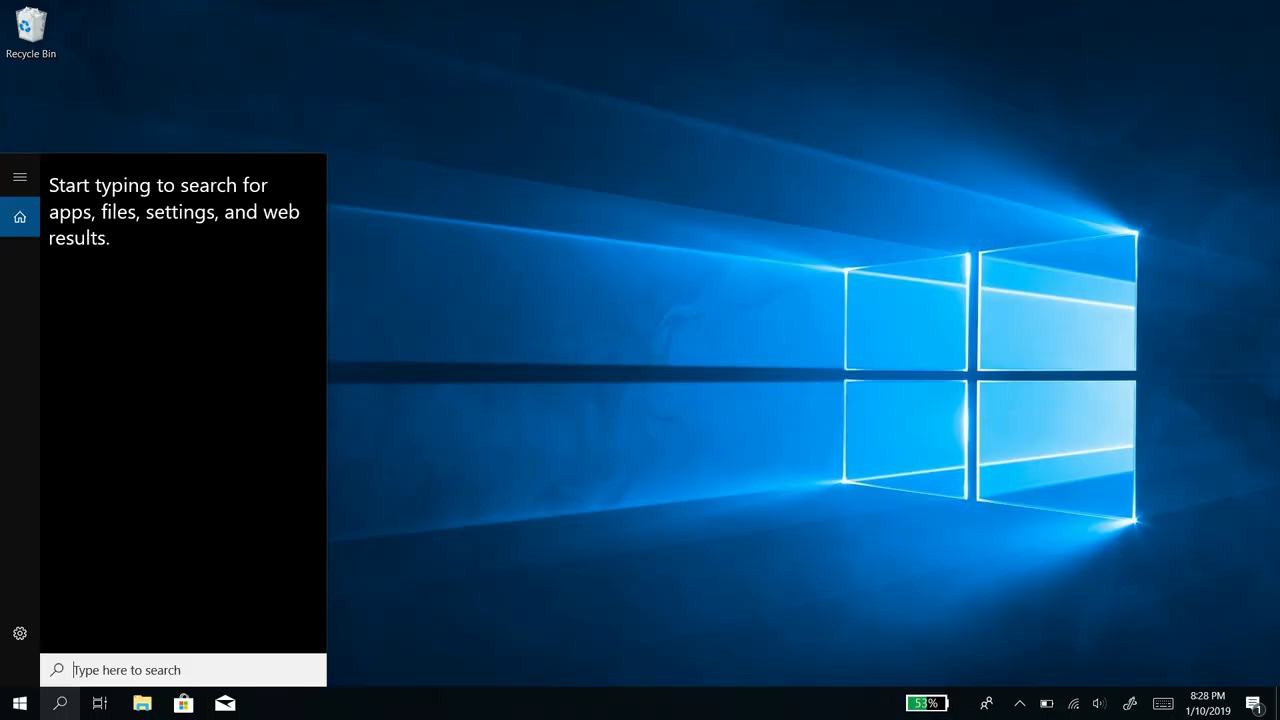 Recycle Bin
Start typing to search for
apps, files, settings, and web
results.
Type here to search
53%
8:28 PM
1/10/2019
1